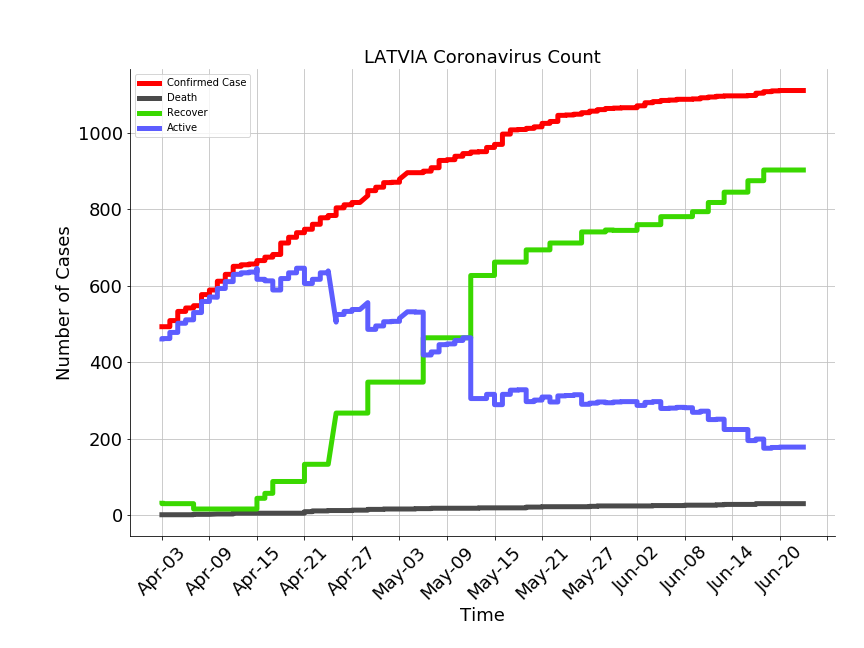 LATVIA Coronavirus Count
Confirmed Case
Death
Recover
Active
Number of Cases
1000
800
600
400
200
0
Apr-03 Apr-09 Apr-15 Apr-21 Apr-27 May-03 May-09 May-15 May-21 May-27 Jun-02 Jun-08 Jun-14 Jun-20
Time